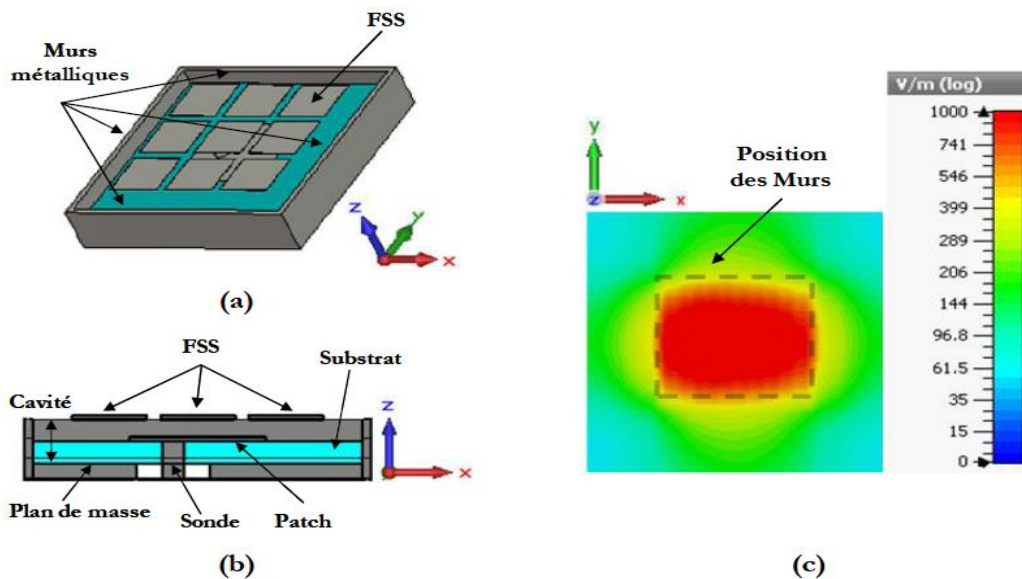 FSS
Murs
métalliques
z
y
x
(a)
FSS
Substrat
Cavité
z
x
Plan de masse
Sonde
Patch
(b)
y
z
x
Position
des Murs
V/m (log)
1000
741
546
399
289
206
144
96.8
61.5
35
15
0
(c)